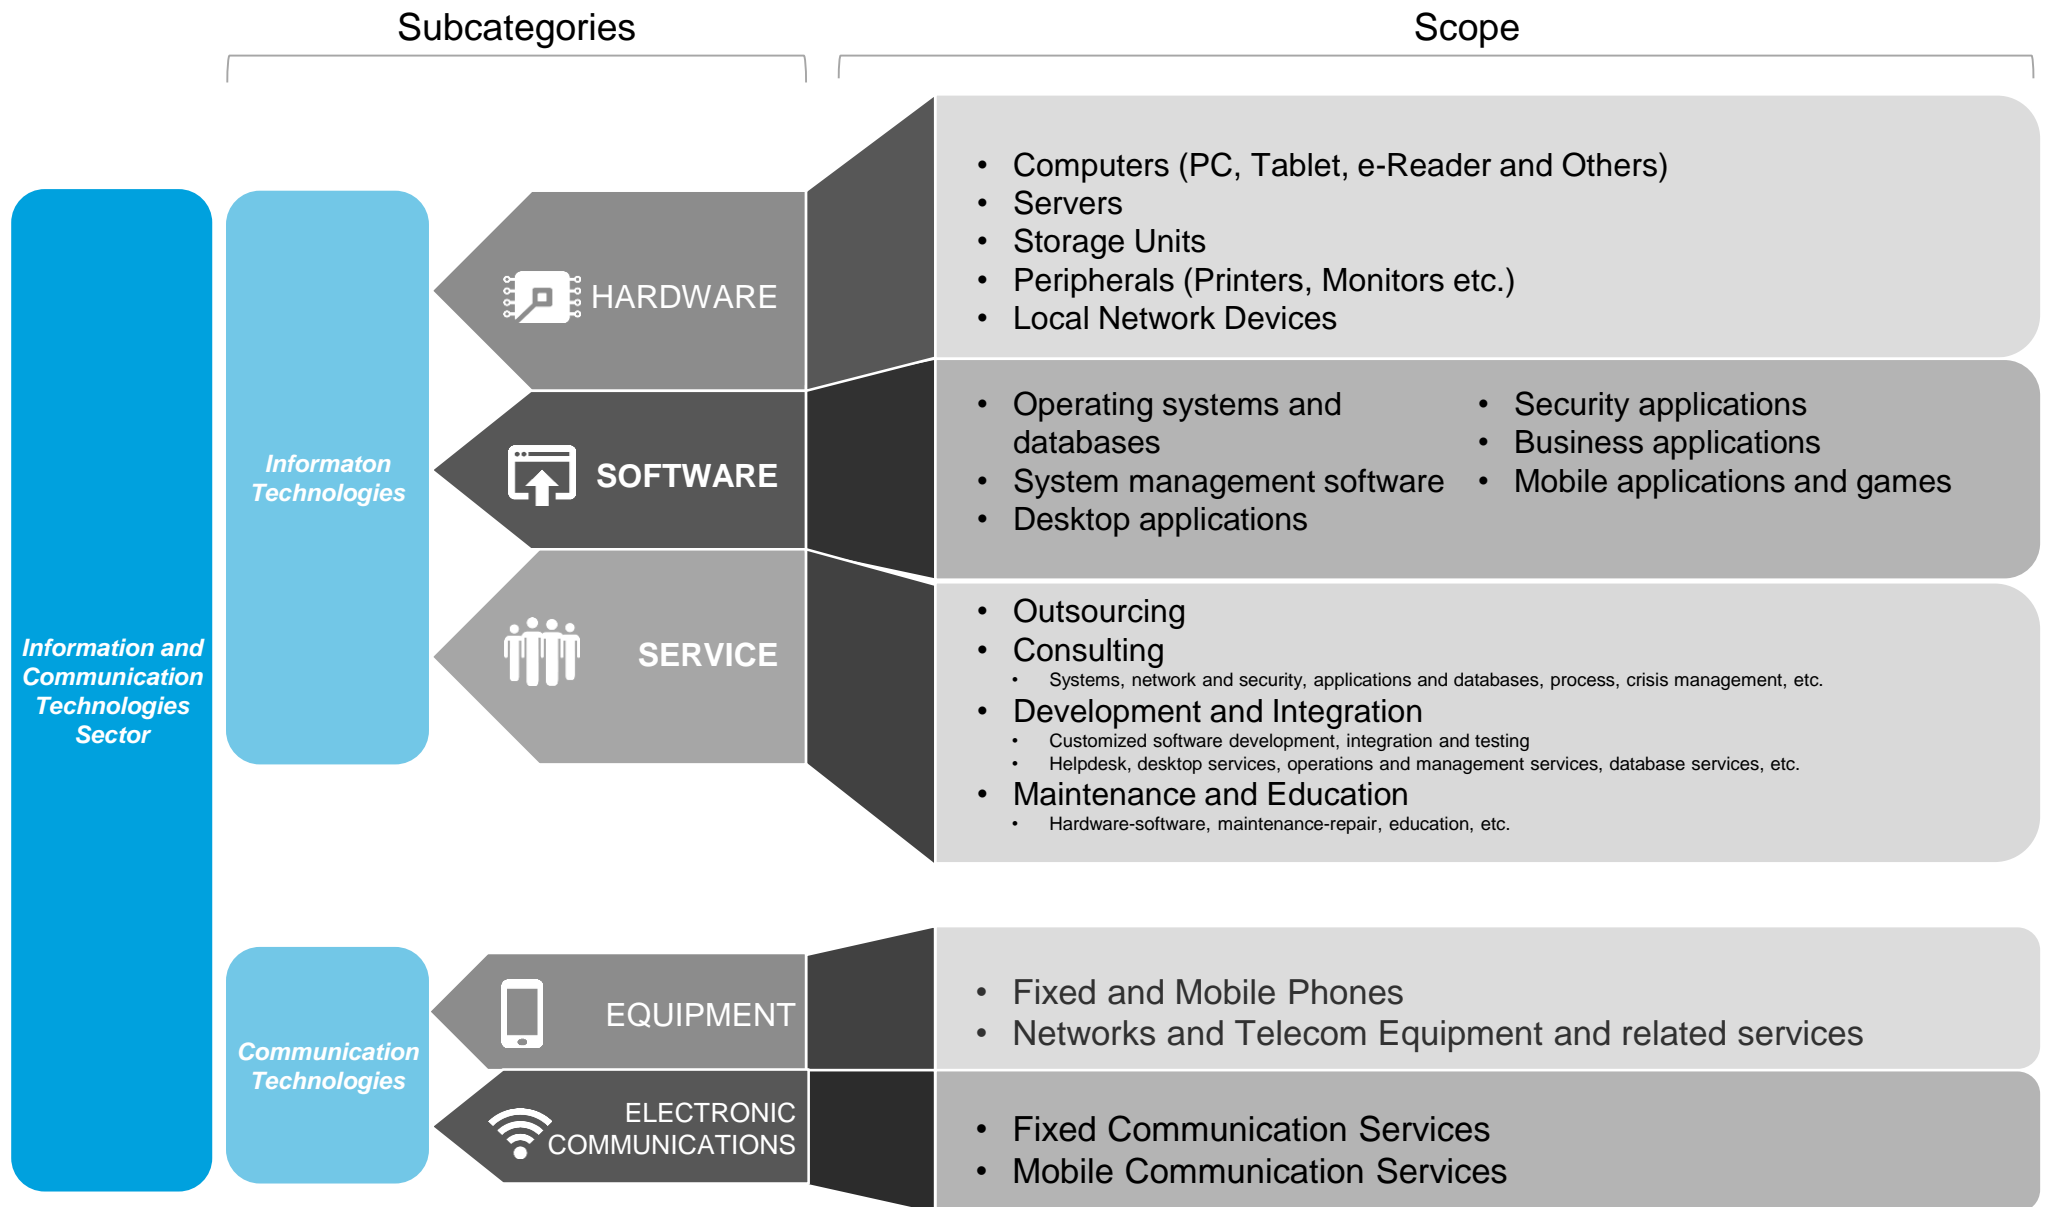 Subcategories
Scope
Information and
Communication
Technologies
Sector
Informaton
Technologies
HARDWARE
• Computers (PC, Tablet, e-Reader and Others)
• Servers
• Storage Units
• Peripherals (Printers, Monitors etc.)
• Local Network Devices
SOFTWARE
• Operating systems and
databases
• System management software
• Desktop applications
• Security applications
• Business applications
• Mobile applications and games
SERVICE
• Outsourcing
• Consulting
• Systems, network and security, applications and databases, process, crisis management, etc.
• Development and Integration
• Customized software development, integration and testing
• Helpdesk, desktop services, operations and management services, database services, etc.
• Maintenance and Education
• Hardware-software, maintenance-repair, education, etc.
Communication
Technologies
EQUIPMENT
• Fixed and Mobile Phones
• Networks and Telecom Equipment and related services
ELECTRONIC
COMMUNICATIONS
• Fixed Communication Services
• Mobile Communication Services